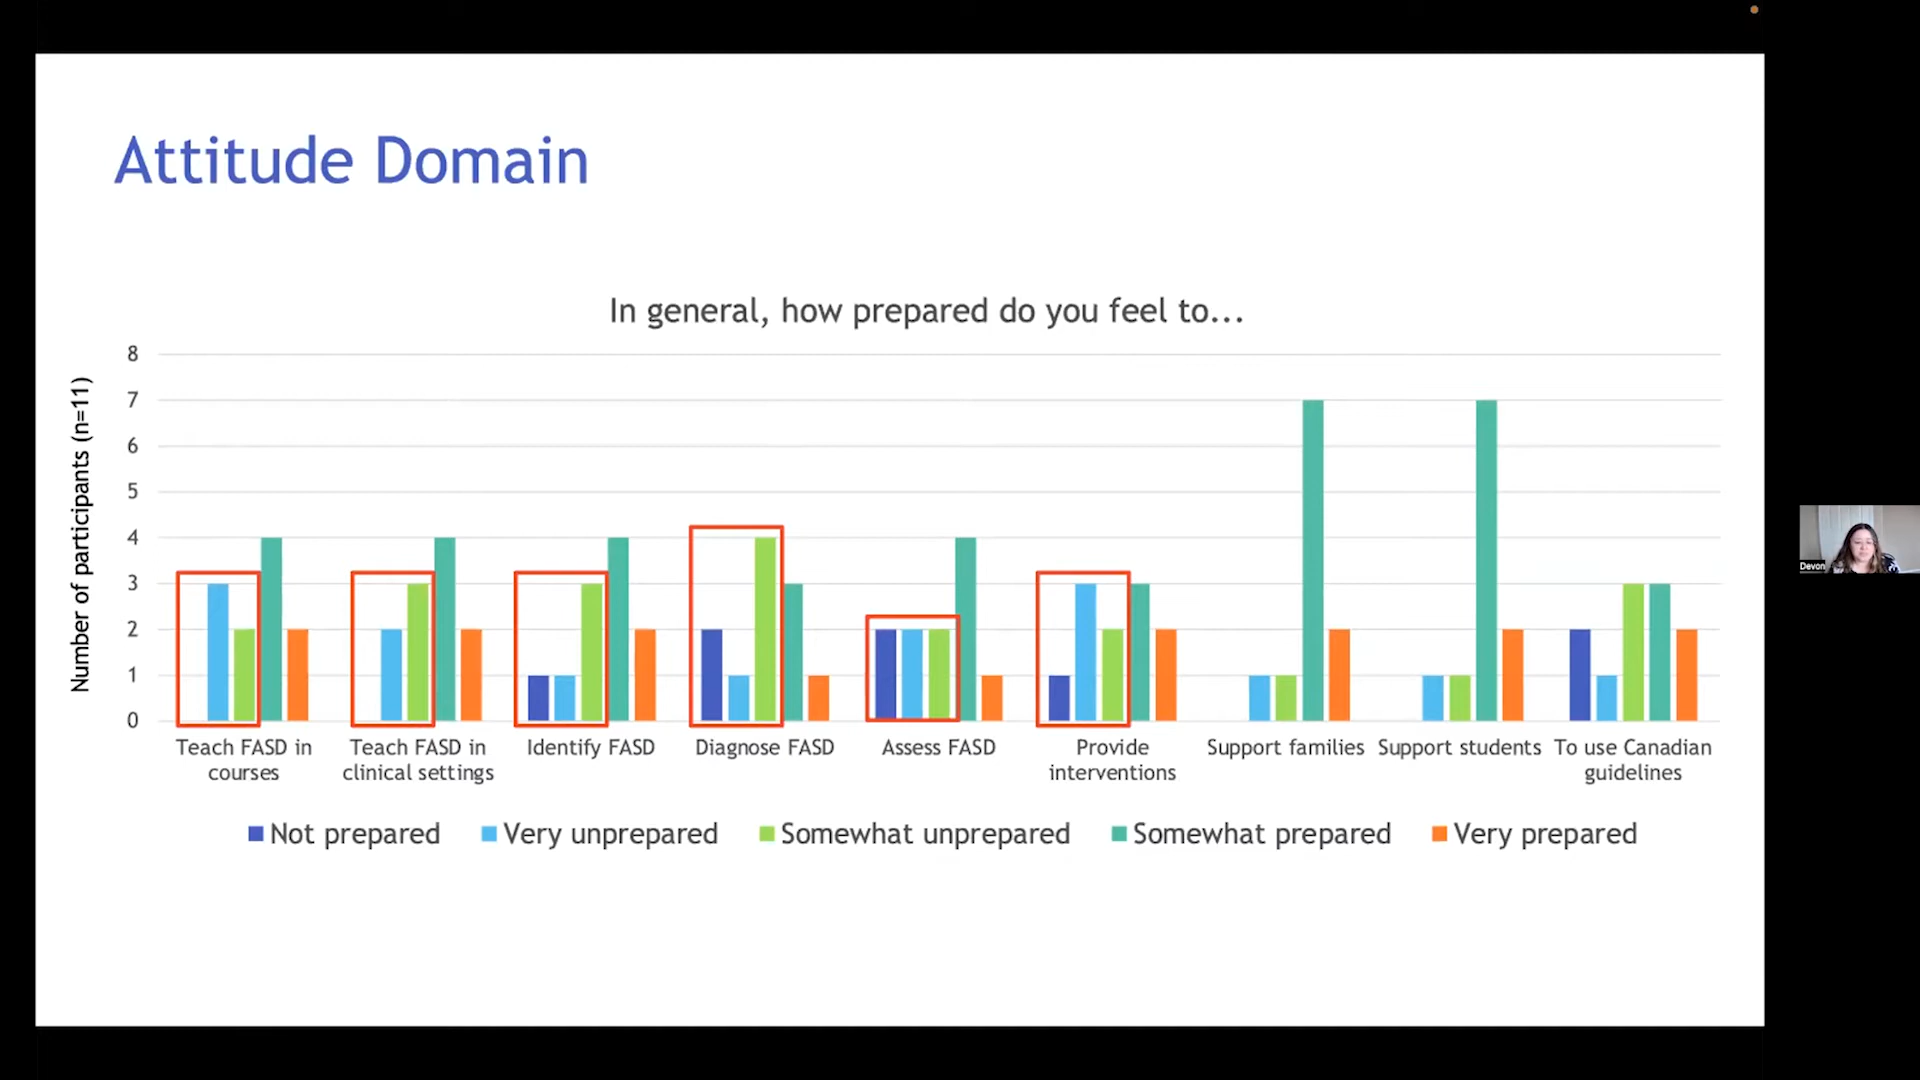 Attitude Domain
In general, how prepared do you feel to...
Number of participants (n=11)
8
7
6
5
4
3
2
1
0
Teach FASD in
courses
Teach FASD in
clinical settings
Identify FASD
Diagnose FASD
Assess FASD
Provide
interventions
Support families
Support students
To use Canadian
guidelines
Not prepared
Very unprepared
Somewhat unprepared
Somewhat prepared
Very prepared
Devon